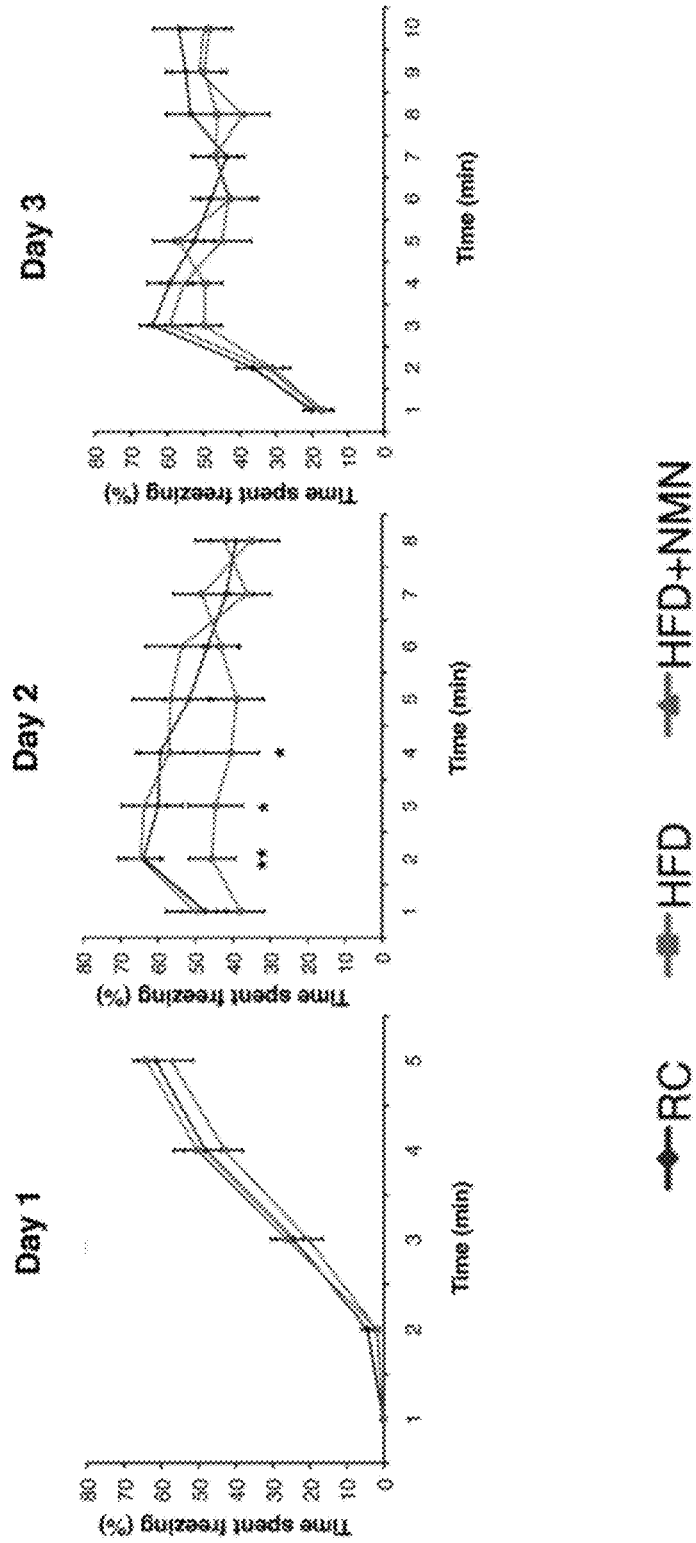 Day 1
Time spent freezing (%)
80
70
60
50
40
30
20
10
0
1 2 3 4 5
Time (min)
Day 2
Time spent freezing (%)
80
70
60
50
40
30
20
10
0
1 2 3 4 5 6 7 8
Time (min)
** * *
Day 3
Time spent freezing (%)
80
70
60
50
40
30
20
10
0
1 2 3 4 5 6 7 8 9 10
Time (min)
RC HFD HFD+NMN